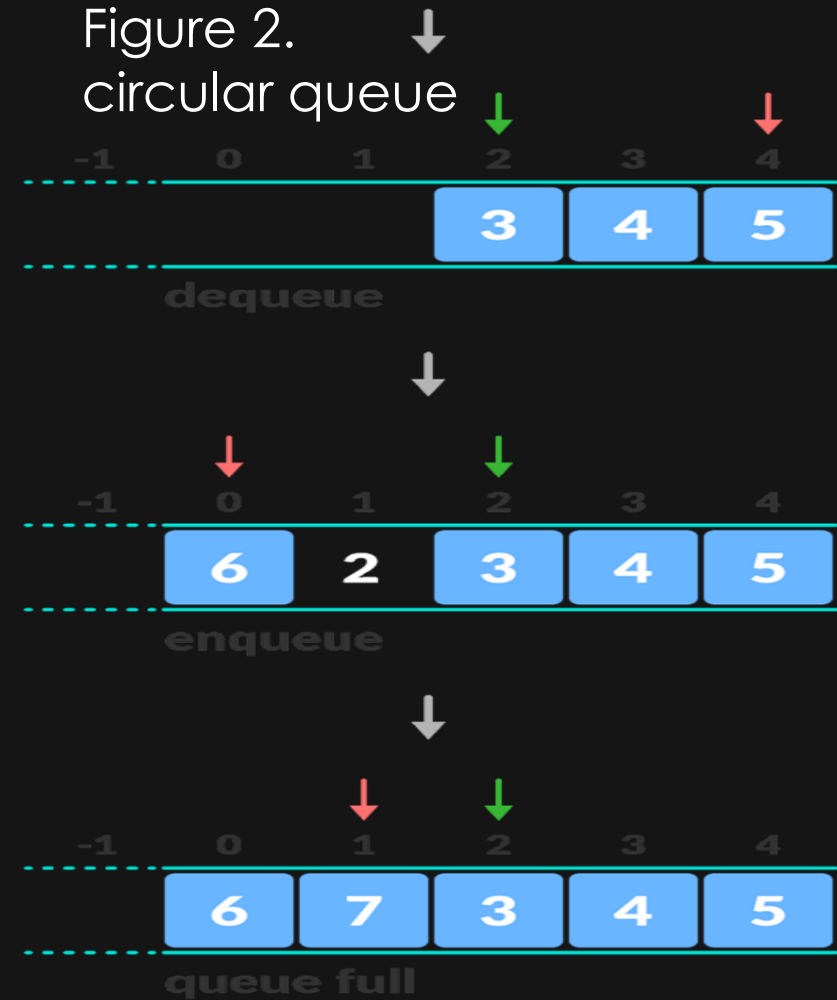 Figure 2.
circular queue
-1 0 1 2 3 4
3 4 5
dequeue
-1 0 1 2 3 4
6 2 3 4 5
enqueue
-1 0 1 2 3 4
6 7 3 4 5
queue full